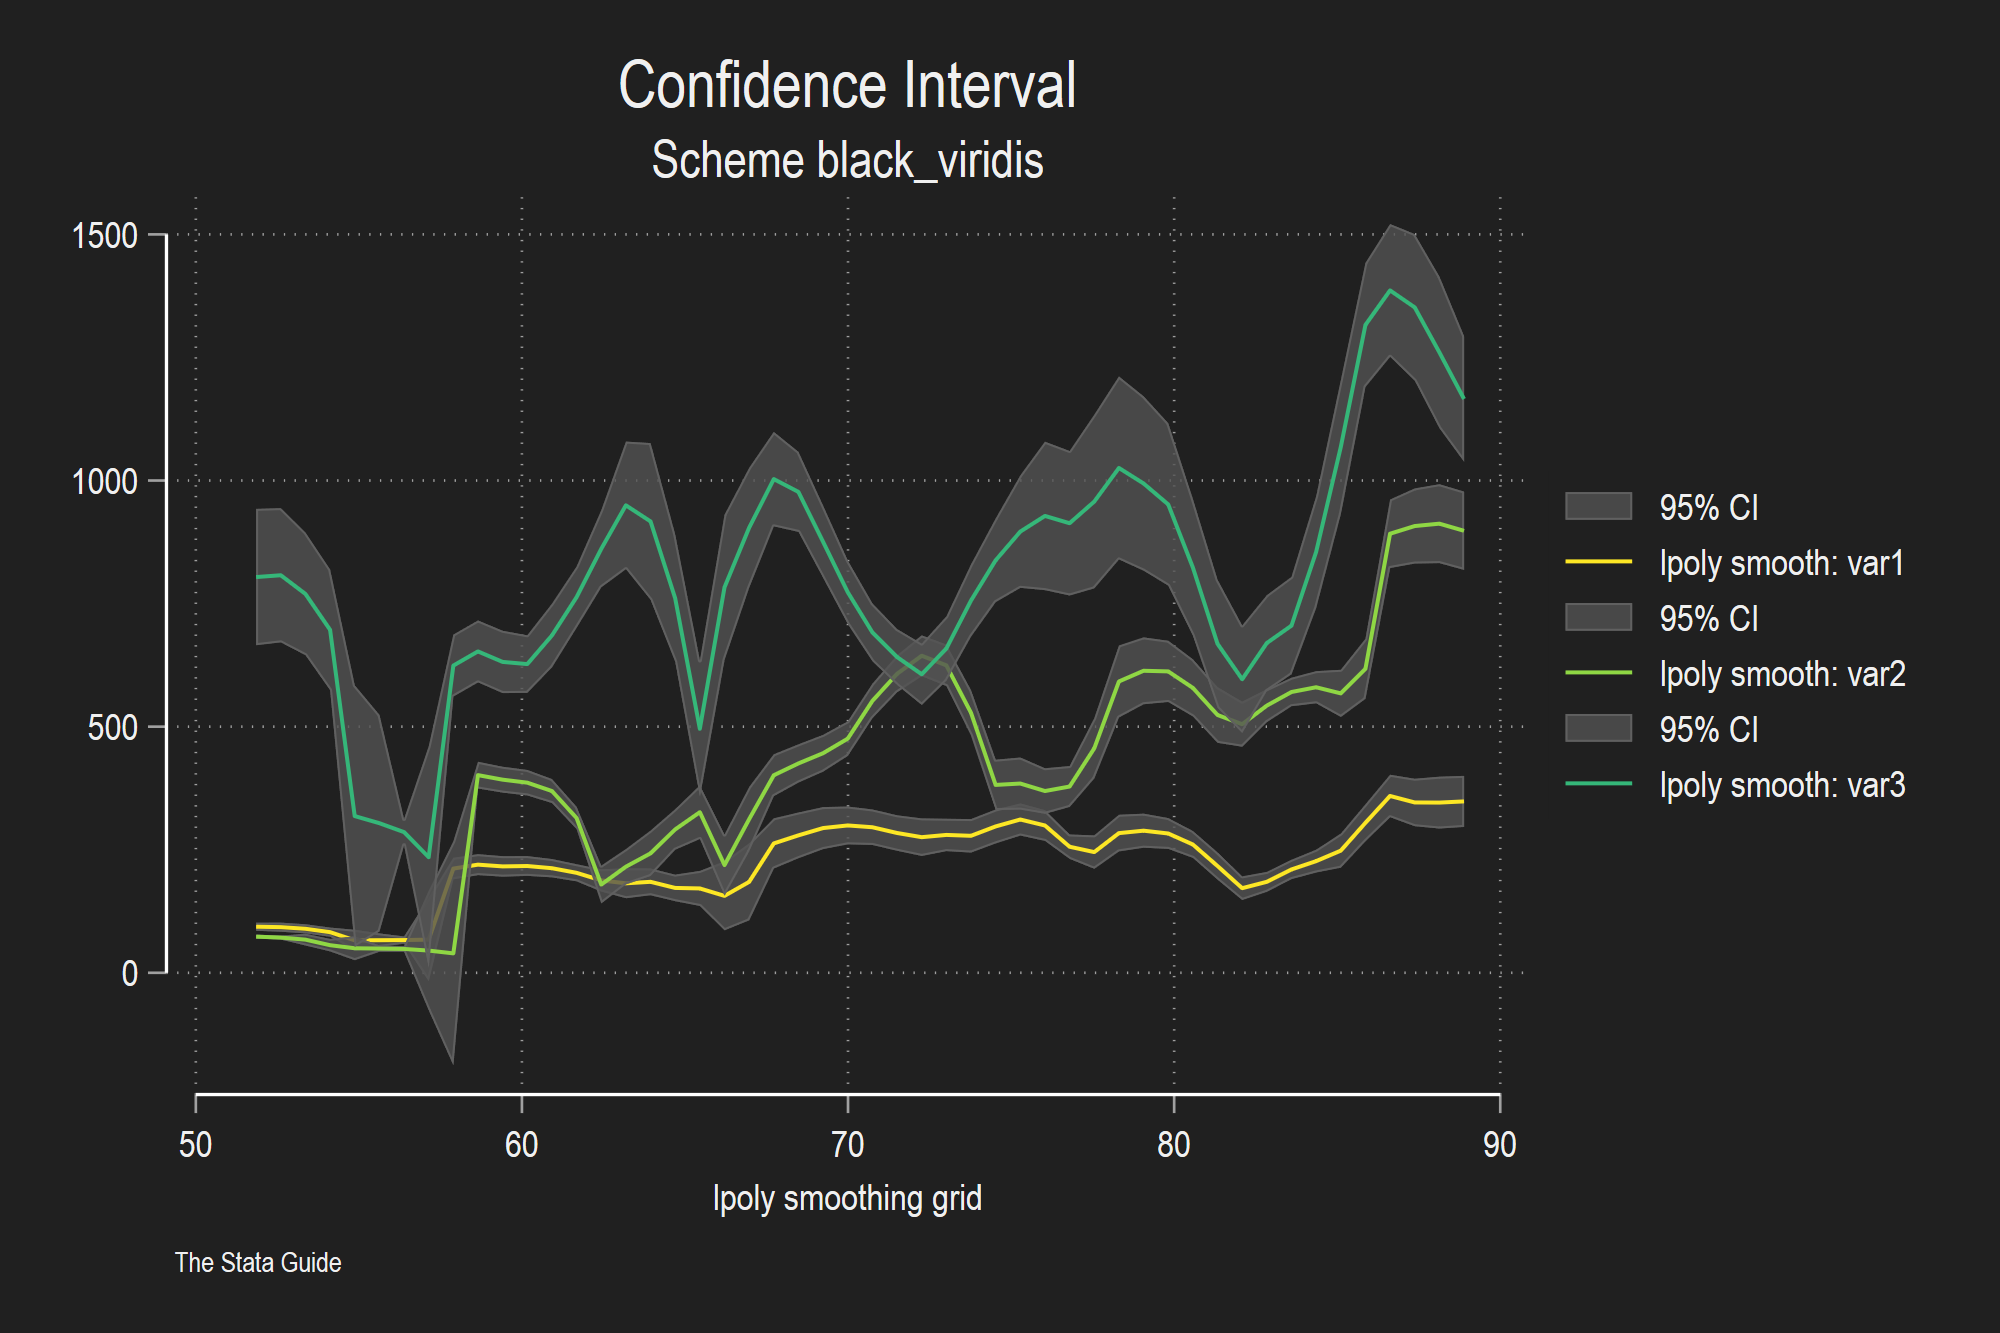 Confidence Interval
Scheme black_viridis
1500
1000
500
0
50 60 70 80 90
lpoly smoothing grid
95% CI
lpoly smooth: var1
95% CI
lpoly smooth: var2
95% CI
lpoly smooth: var3
The Stata Guide